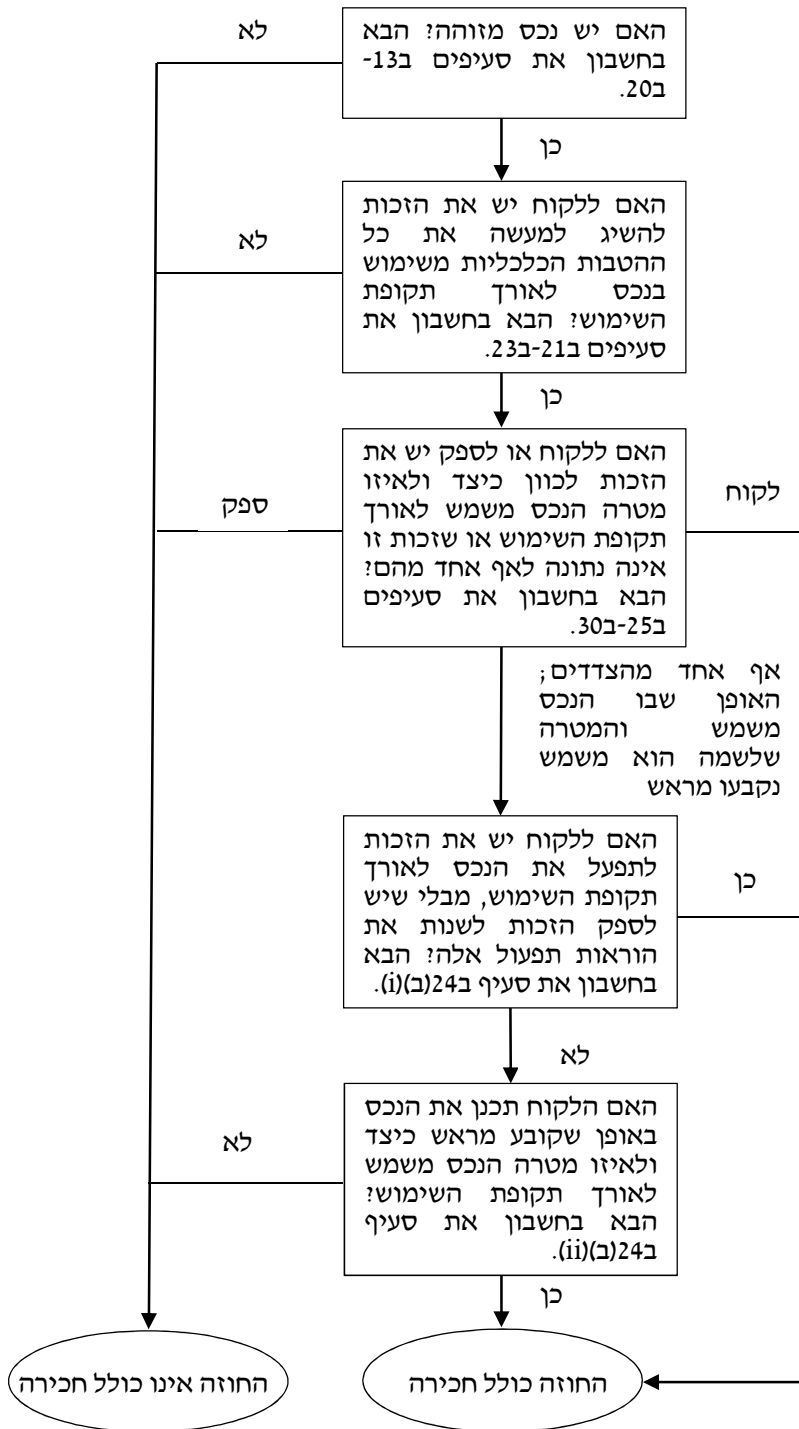 האם יש נכס מזוהה? הבא
בחשבון את סעיפים ב13-
ב20.
לא
כן
האם ללקוח יש את הזכות
להשיג למעשה את כל
ההטבות הכלכליות משימוש
בנכס לאורך תקופת
השימוש? הבא בחשבון את
סעיפים ב21-ב23.
לא
כן
האם ללקוח או לספק יש את
הזכות לכוון כיצד ולאיזו
מטרה הנכס משמש לאורך
תקופת השימוש או שזכות זו
אינה נתונה לאף אחד מהם?
הבא בחשבון את סעיפים
ב25-ב30.
לקוח
ספק
אף אחד מהצדדים;
האופן שבו הנכס
משמש והמטרה
שלשמה הוא משמש
נקבעו מראש
האם ללקוח יש את הזכות
לתפעל את הנכס לאורך
תקופת השימוש, מבלי שיש
לספק הזכות לשנות את
הוראות תפעול אלה? הבא
בחשבון את סעיף ב24(ב)(i).
כן
לא
האם הלקוח תכנן את הנכס
באופן שקובע מראש כיצד
ולאיזו מטרה הנכס משמש
לאורך תקופת השימוש?
הבא בחשבון את סעיף
ב24(ב)(ii).
לא
כן
החוזה כולל חכירה
החוזה אינו כולל חכירה